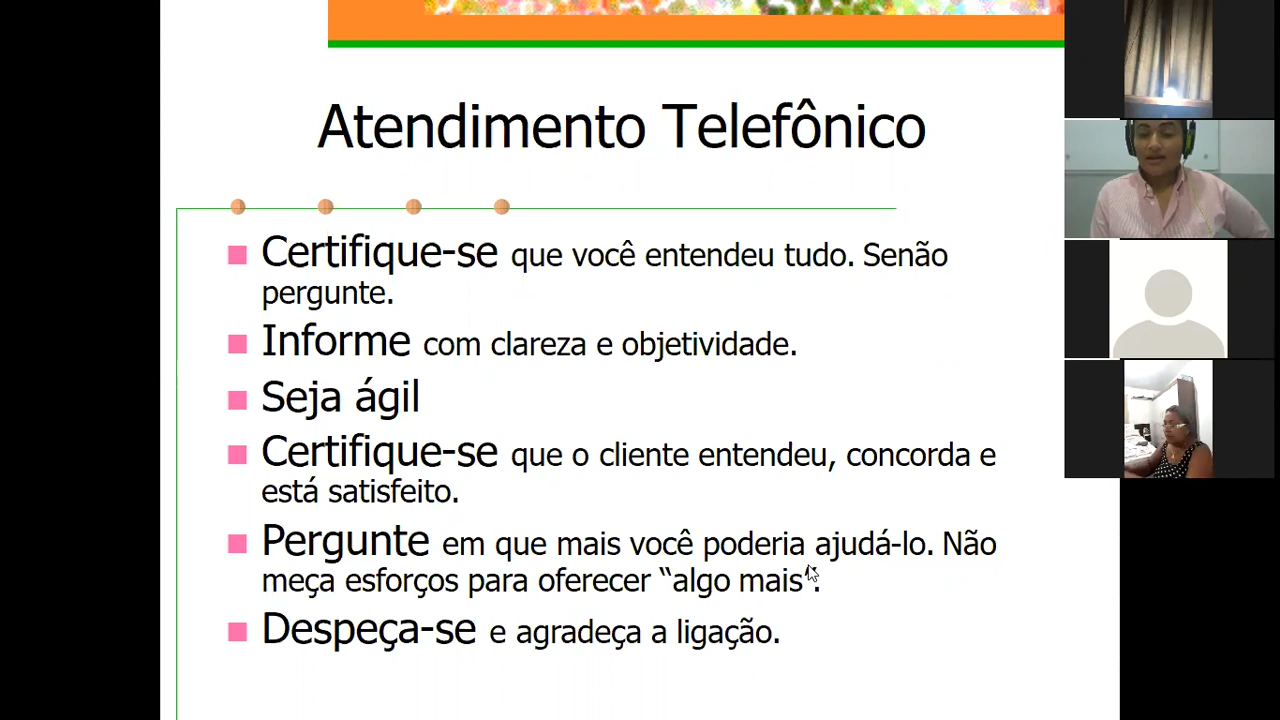 Atendimento Telefônico
Certifique-se que você entendeu tudo. Senão
pergunte.
Informe com clareza e objetividade.
Seja ágil
Certifique-se que o cliente entendeu, concorda e
está satisfeito.
Pergunte em que mais você poderia ajudá-lo. Não
meça esforços para oferecer “algo mais”.
Despeça-se e agradeça a ligação.